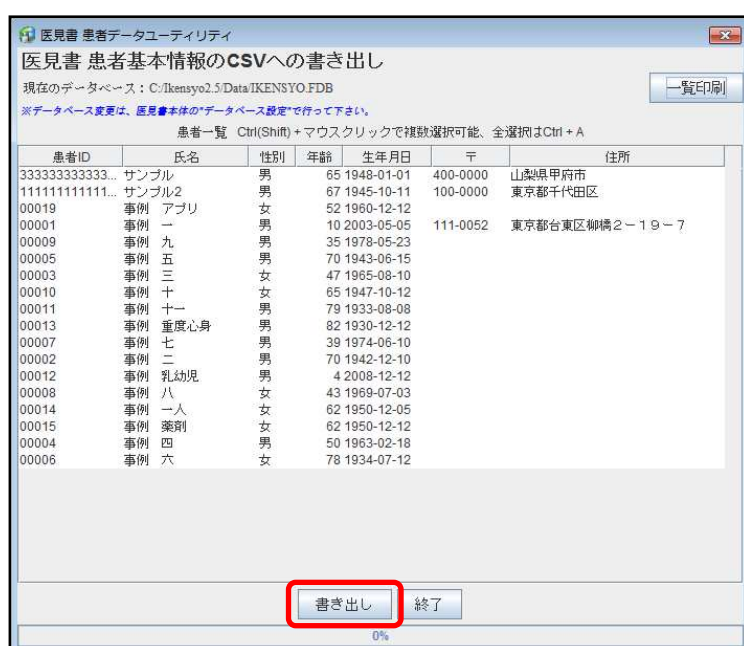 医見書 患者データユーティリティ
医見書 患者基本情報のCSVへの書き出し
現在のデータベース：C:/Ikensyo2.5/Data/IKENSYO.FDB
一覧印刷
※データベース変更は、医見書本体の"データベース設定"で行って下さい。
患者一覧 Ctrl(Shift)+マウスクリックで複数選択可能、全選択はCtrl + A
患者ID 氏名 性別 年齢 生年月日 〒 住所
333333333333... サンプル 男 65 1948-01-01 400-0000 山梨県甲府市
111111111111... サンプル2 男 67 1945-10-11 100-0000 東京都千代田区
00019 事例 アプリ 女 52 1960-12-12
00001 事例 一 男 10 2003-05-05 111-0052 東京都台東区柳橋2－19－7
00009 事例 九 男 35 1978-05-23
00005 事例 五 男 70 1943-06-15
00003 事例 三 女 47 1965-08-10
00010 事例 十 女 65 1947-10-12
00011 事例 十一 男 79 1933-08-08
00013 事例 重度心身 男 82 1930-12-12
00007 事例 七 男 39 1974-06-10
00002 事例 二 男 70 1942-12-10
00012 事例 乳幼児 男 4 2008-12-12
00008 事例 八 女 43 1969-07-03
00014 事例 一人 女 62 1950-12-05
00015 事例 薬剤 女 62 1950-12-12
00004 事例 四 男 50 1963-02-18
00006 事例 六 女 78 1934-07-12
書き出し 終了
0%